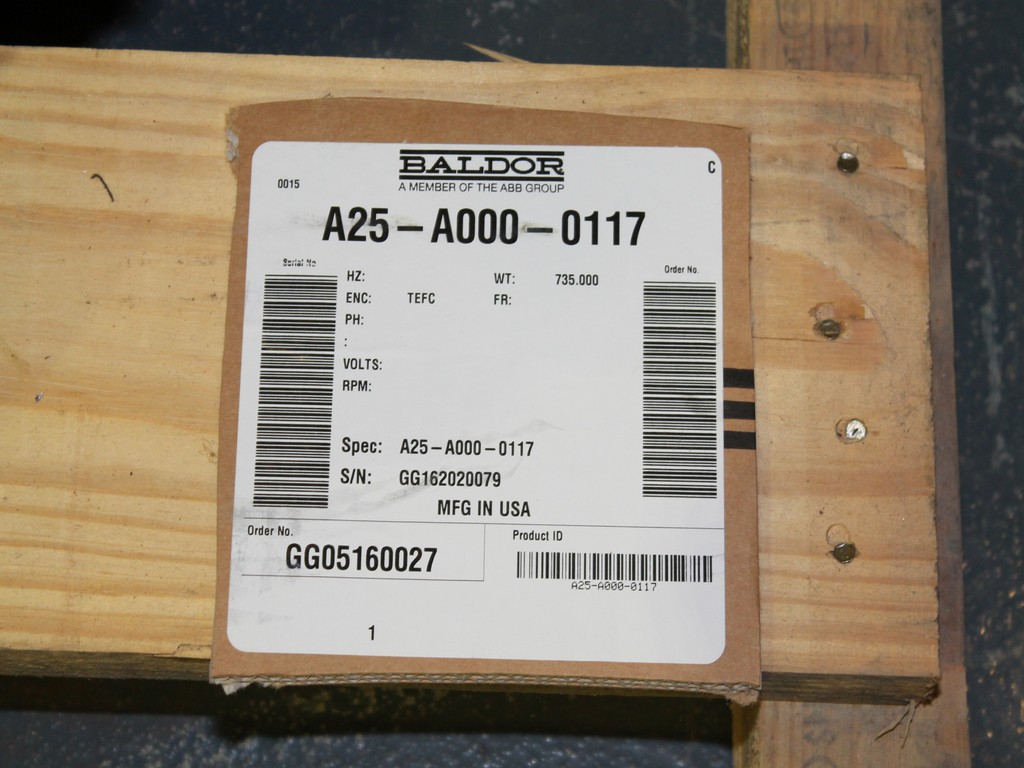 BALDOR
A MEMBER OF THE ABB GROUP
0015
C
A25-A000-0117
Serial No
Order No.
HZ:
WT: 735.000
ENC: TEFC
FR:
PH:
:
VOLTS:
RPM:
Spec: A25-A000-0117
S/N: GG162020079
MFG IN USA
Order No.
GG05160027
Product ID
A25-A000-0117
1